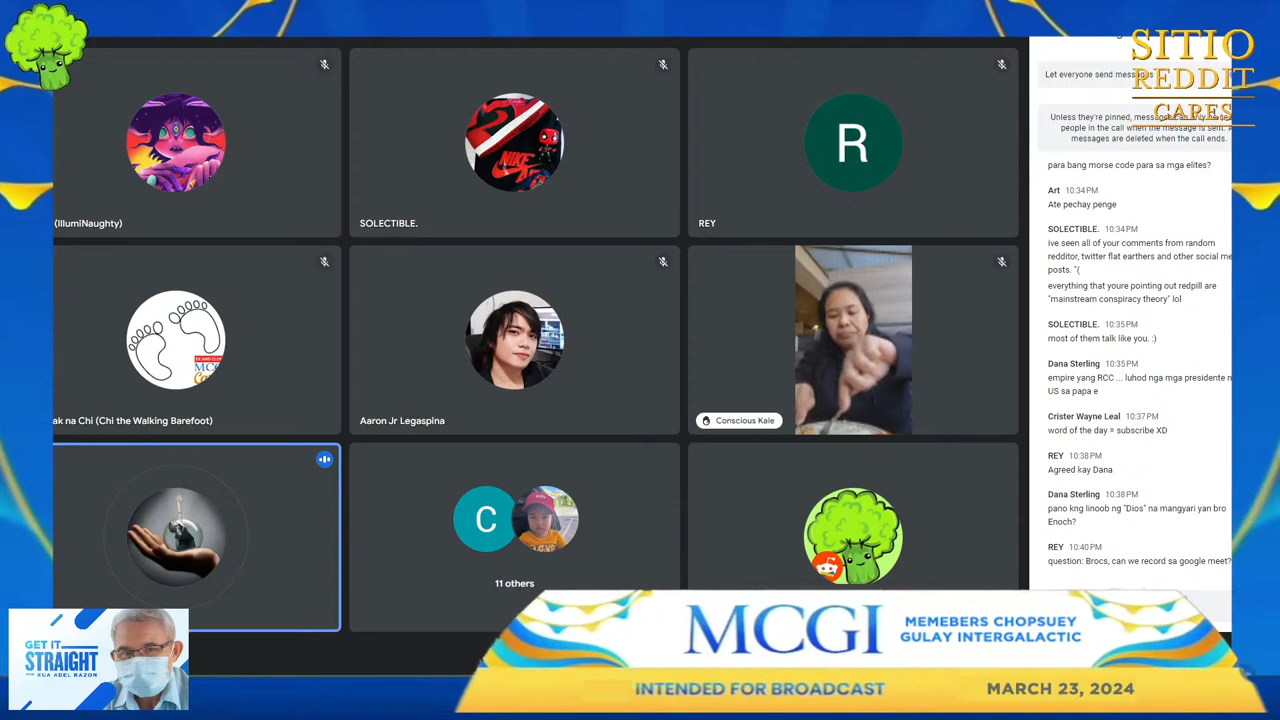 SITIO
REDDIT
CARES
Let everyone send messages
Unless they're pinned, messages can only be
people in the call when the message is sent.
messages are deleted when the call ends.
para bang morse code para sa mga elites?
Art 10:34 PM
Ate pechay penge
SOLECTIBLE. 10:34 PM
ive seen all of your comments from random
redditor, twitter flat earthers and other social me
posts. "(
everything that youre pointing out redpill are
"mainstream conspiracy theory" lol
SOLECTIBLE. 10:35 PM
most of them talk like you. :)
Dana Sterling 10:35 PM
empire yang RCC ... luhod nga mga presidente n
US sa papa e
Crister Wayne Leal 10:37 PM
word of the day = subscribe XD
REY 10:38 PM
Agreed kay Dana
Dana Sterling 10:38 PM
pano kng linoob ng "Dios" na mangyari yan bro
Enoch?
REY 10:40 PM
question: Brocs, can we record sa google meet?
(IllumiNaughty)
NIKE
SOLECTIBLE.
R
REY
MCG
ak na Chi (Chi the Walking Barefoot)
Aaron Jr Legaspina
Conscious Kale
C
11 others
GET IT
STRAIGHT
WITH KUA ADEL RAZON
MCGI
MEMEBERS CHOPSUEY
GULAY INTERGALACTIC
INTENDED FOR BROADCAST
MARCH 23, 2024